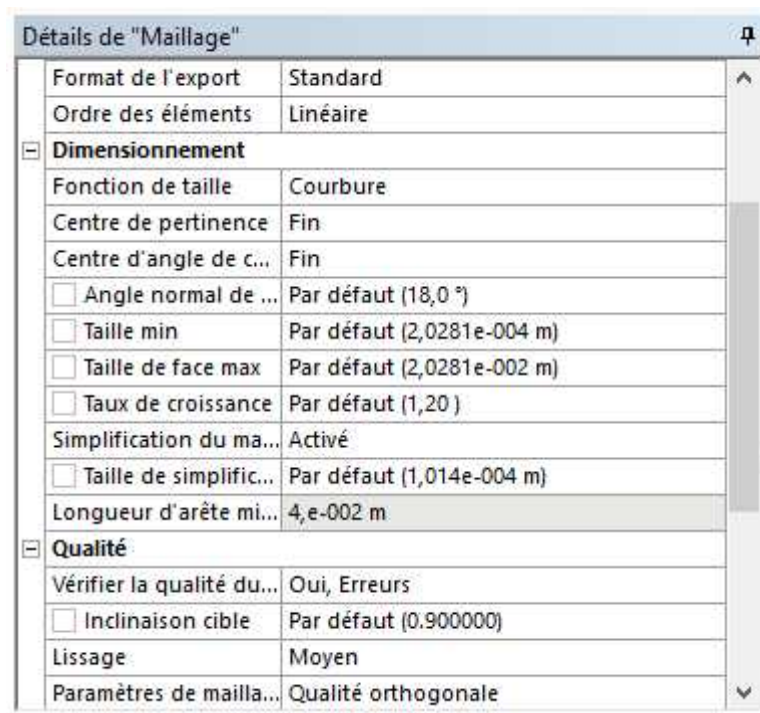 Détails de "Maillage"
Format de l'export Standard
Ordre des éléments Linéaire
Dimensionnement
Fonction de taille Courbure
Centre de pertinence Fin
Centre d'angle de c... Fin
Angle normal de ... Par défaut (18,0 °)
Taille min Par défaut (2,0281e-004 m)
Taille de face max Par défaut (2,0281e-002 m)
Taux de croissance Par défaut (1,20 )
Simplification du ma... Activé
Taille de simplific... Par défaut (1,014e-004 m)
Longueur d'arête mi... 4,e-002 m
Qualité
Vérifier la qualité du... Oui, Erreurs
Inclinaison cible Par défaut (0.900000)
Lissage Moyen
Paramètres de mailla... Qualité orthogonale